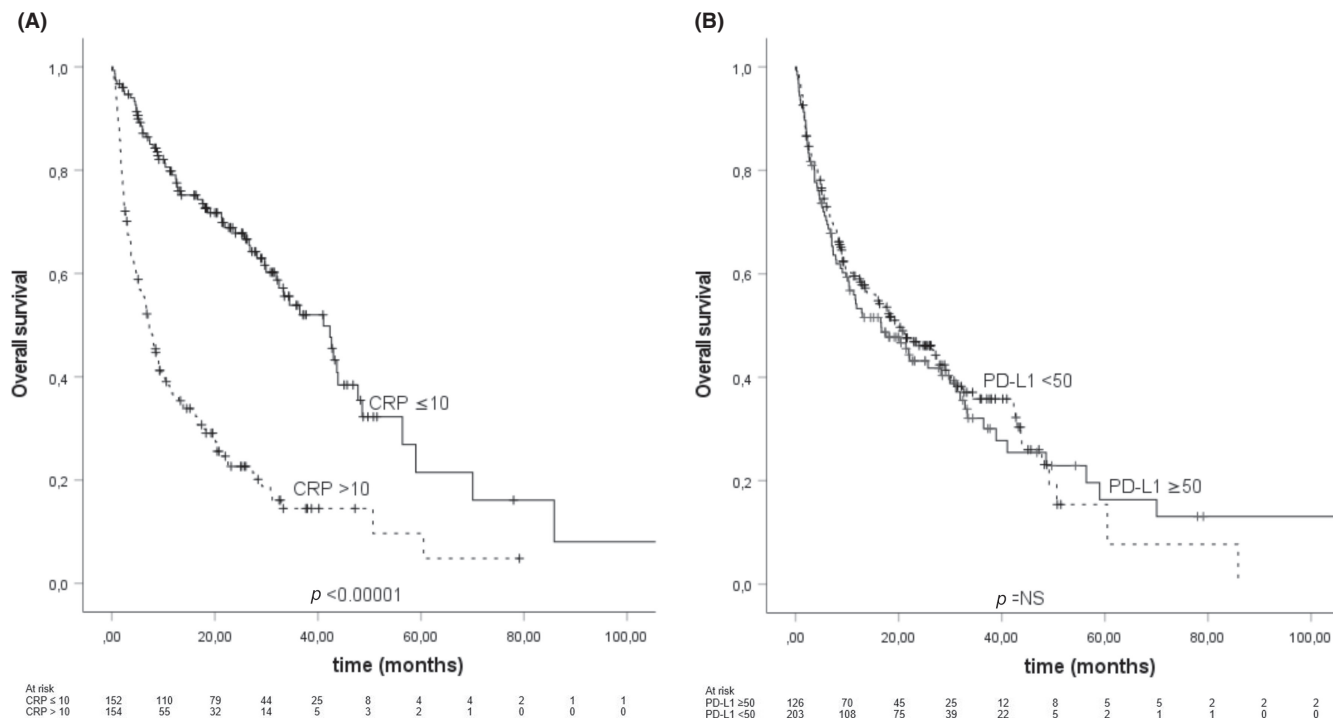 (A)
1,0
0,8
0,6
0,4
0,2
0,0
Overall survival
CRP ≤10
CRP >10
p <0.00001
,00 20,00 40,00 60,00 80,00 100,00
time (months)
At risk
CRP ≤ 10 152 110 79 44 25 8 4 4 2 1 1
CRP > 10 154 55 32 14 5 3 2 1 0 0 0
(B)
1,0
0,8
0,6
0,4
0,2
0,0
Overall survival
PD-L1 <50
PD-L1 ≥50
p =NS
,00 20,00 40,00 60,00 80,00 100,00
time (months)
At risk
PD-L1 ≥50 126 70 45 25 12 8 5 5 2 2 2
PD-L1 <50 203 108 75 39 22 5 2 1 1 0 0